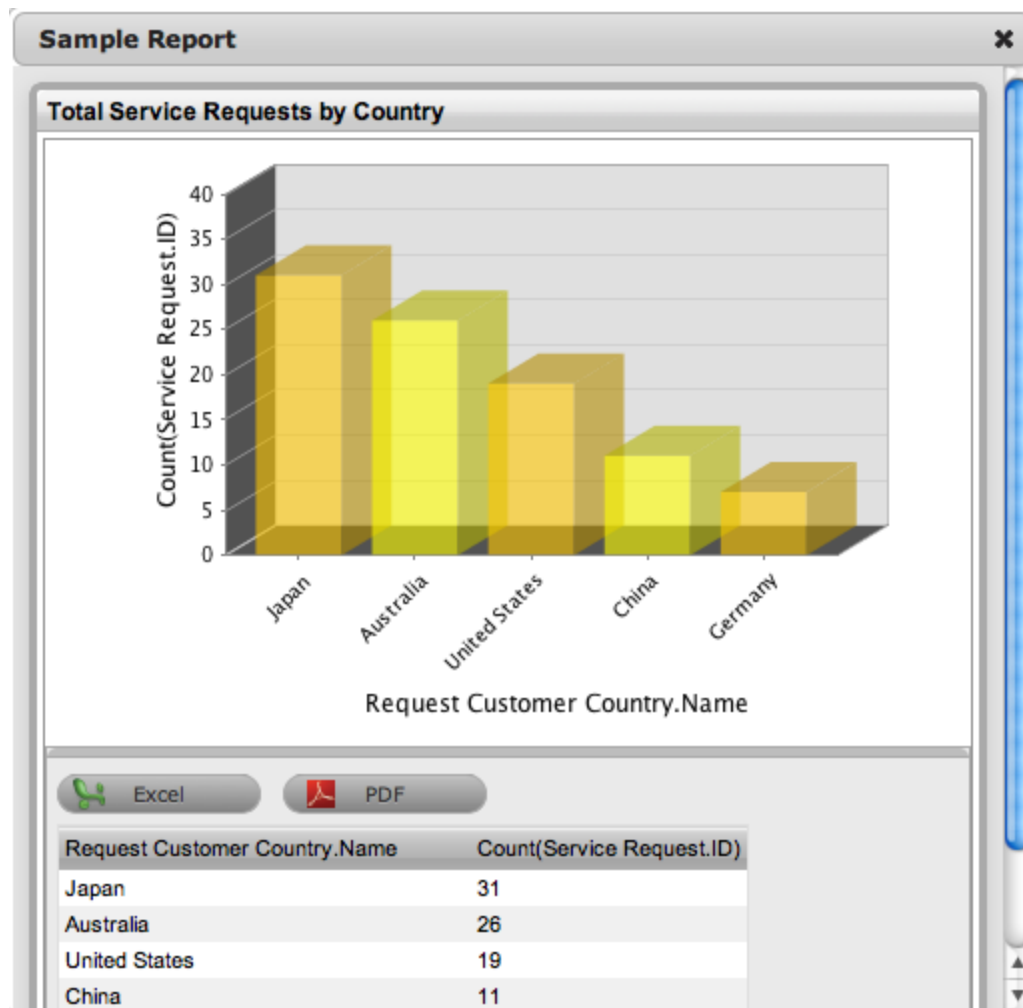 Sample Report
Total Service Requests by Country
Count(Service Request.ID)
40
35
30
25
20
15
10
5
0
Japan
Australia
United States
China
Germany
Request Customer Country.Name
Excel PDF
Request Customer Country.Name Count(Service Request.ID)
Japan 31
Australia 26
United States 19
China 11